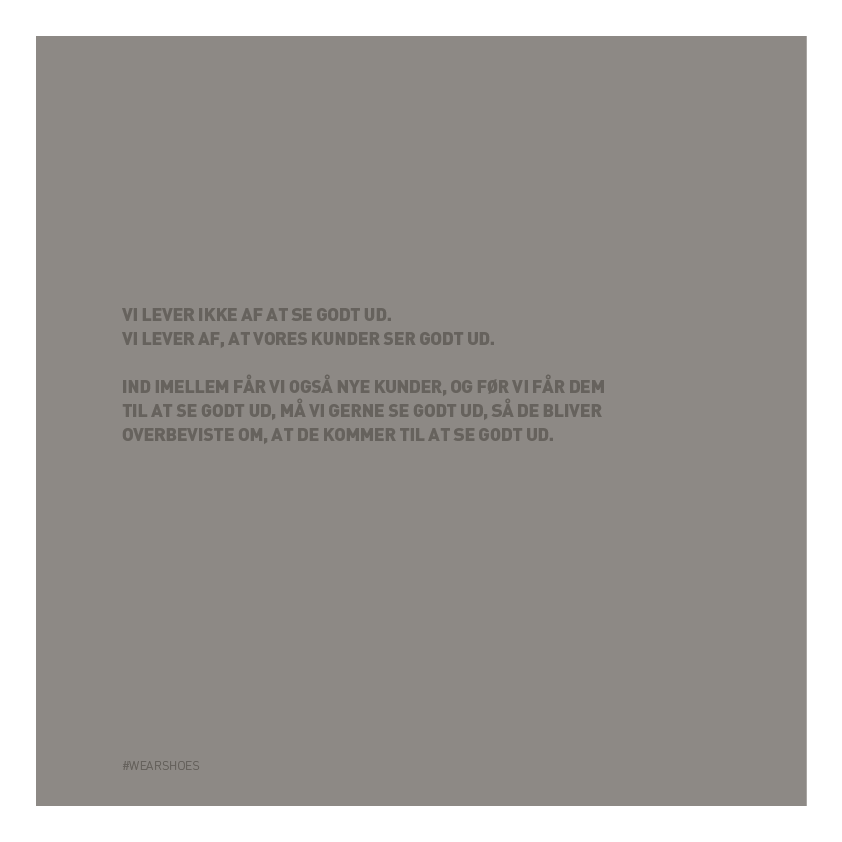 VI LEVER IKKE AF AT SE GODT UD.
VI LEVER AF, AT VORES KUNDER SER GODT UD.
IND IMELLEM FÅR VI OGSÅ NYE KUNDER, OG FØR VI FÅR DEM
TIL AT SE GODT UD, MÅ VI GERNE SE GODT UD, SÅ DE BLIVER
OVERBEVISTE OM, AT DE KOMMER TIL AT SE GODT UD.
#WEARSHOES